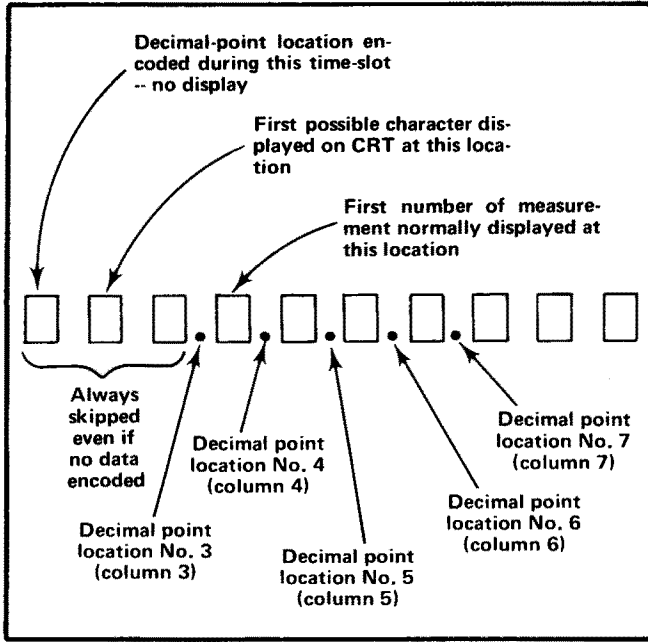 Decimal-point location en-
coded during this time-slot
-- no display
First possible character dis-
played on CRT at this loca-
tion
First number of measure-
ment normally displayed at
this location
Always
skipped
even if
no data
encoded
Decimal point
location No. 3
(column 3)
Decimal point
location No. 4
(column 4)
Decimal point
location No. 5
(column 5)
Decimal point
location No. 6
(column 6)
Decimal point
location No. 7
(column 7)